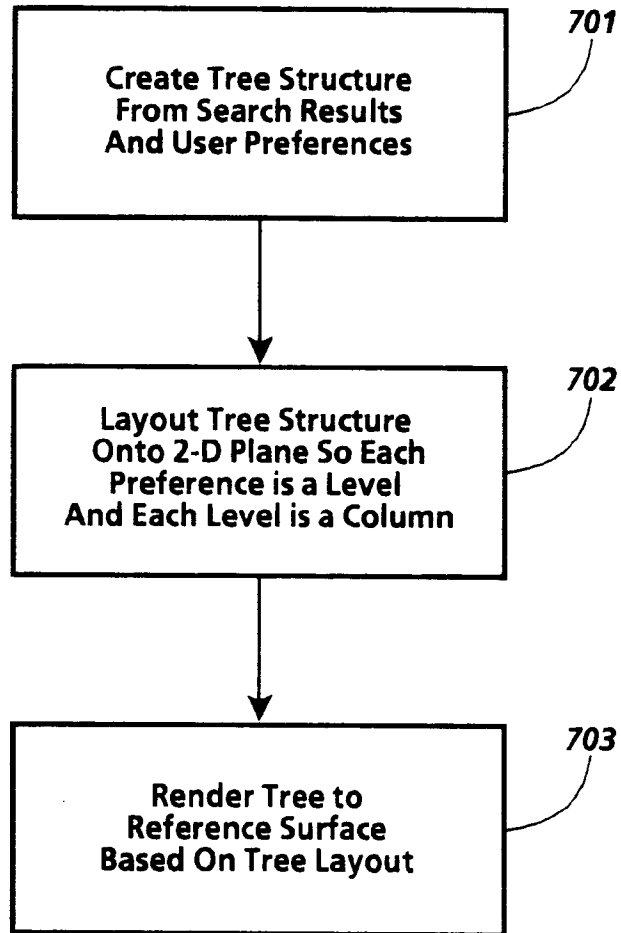 701
Create Tree Structure
From Search Results
And User Preferences
702
Layout Tree Structure
Onto 2-D Plane So Each
Preference is a Level
And Each Level is a Column
703
Render Tree to
Reference Surface
Based On Tree Layout